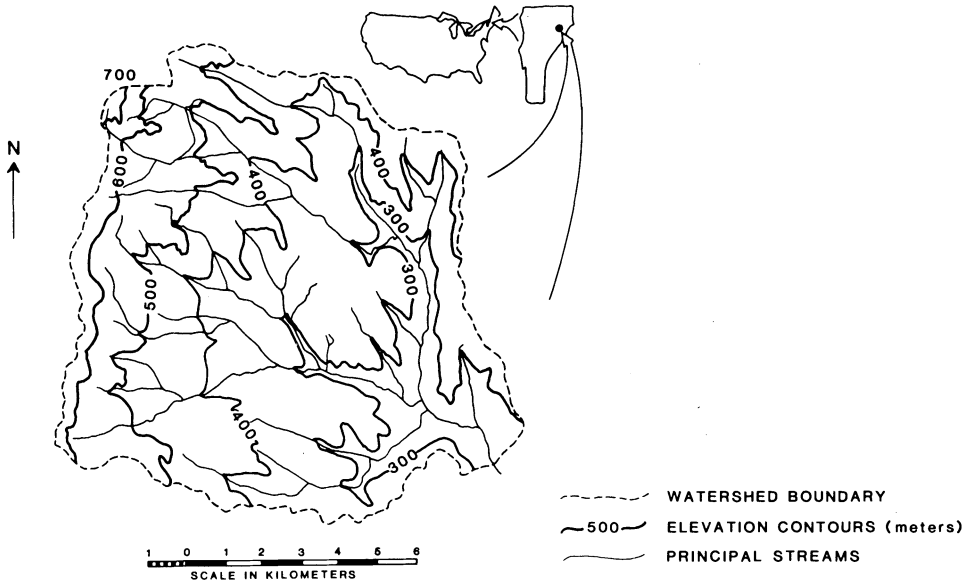 700
N
600
400
400
300
300
500
400
300
WATERSHED BOUNDARY
500 ELEVATION CONTOURS (meters)
PRINCIPAL STREAMS
1 0 1 2 3 4 5 6
SCALE IN KILOMETERS